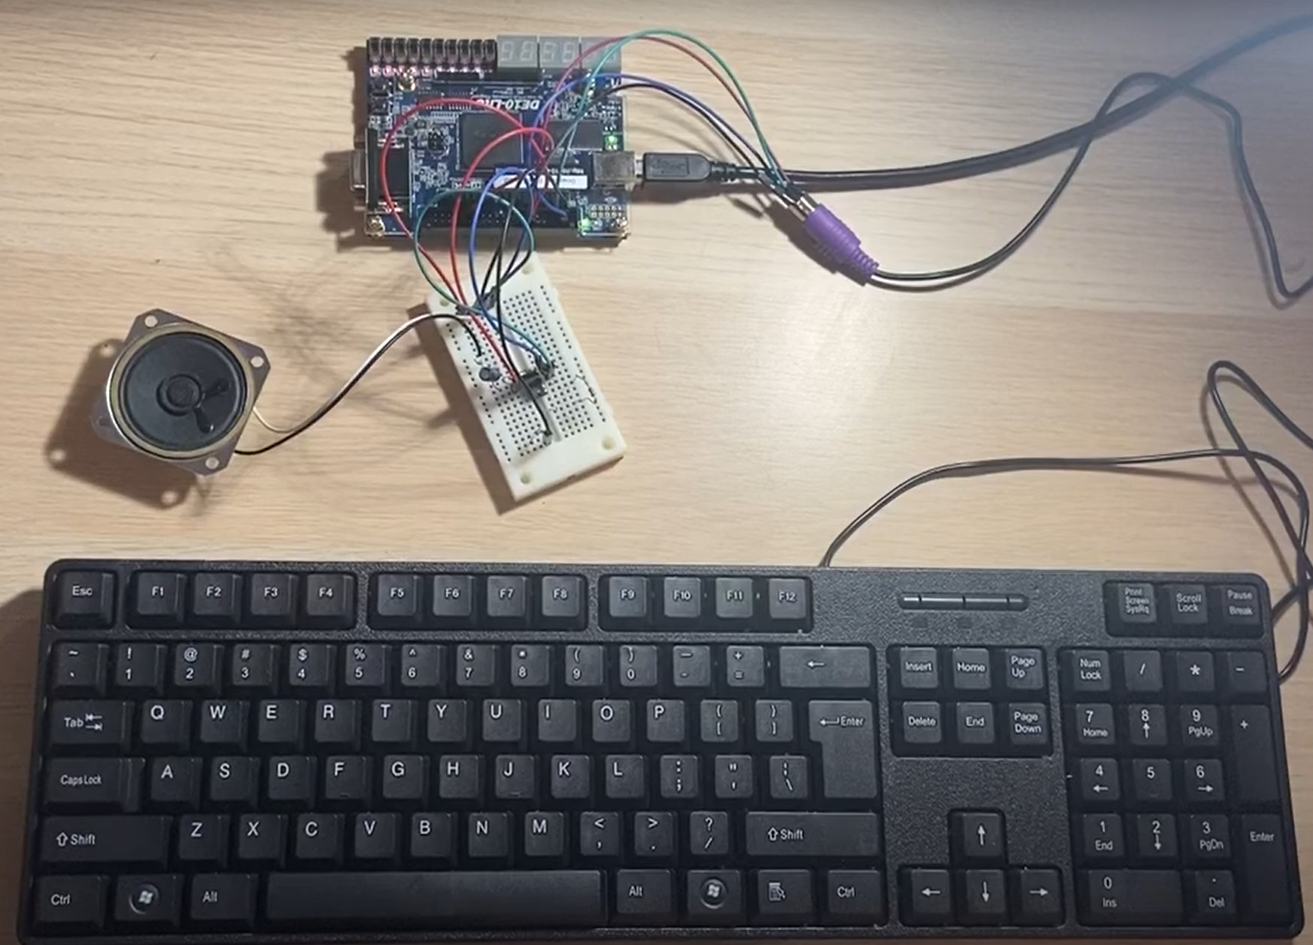 DE10-Lite
Esc F1 F2 F3 F4 F5 F6 F7 F8 F9 F10 F11 F12 Print Screen SysRq Scroll Lock Pause Break
~ ! @ # $ % ^ & * ( ) — +
` 1 2 3 4 5 6 7 8 9 0 - = ← Insert Home Page Up Num Lock / * −
Tab Q W E R T Y U I O P { [ } ] Enter Delete End Page Down 7 Home 8 ↑ 9 PgUp +
Caps Lock A S D F G H J K L : ; " ' | \ 4 ← 5 6 →
⇧ Shift Z X C V B N M < , > . ? / ⇧ Shift ↑ 1 End 2 ↓ 3 PgDn Enter
Ctrl Alt Alt Ctrl ← ↓ → 0 Ins . Del